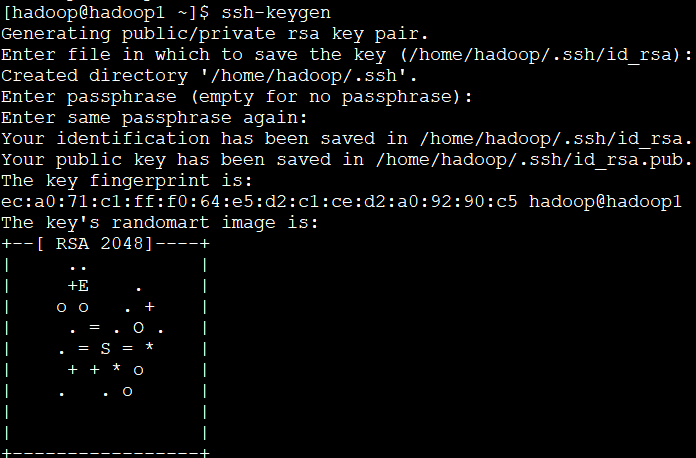 [hadoop@hadoop1 ~]$ ssh-keygen
Generating public/private rsa key pair.
Enter file in which to save the key (/home/hadoop/.ssh/id_rsa):
Created directory '/home/hadoop/.ssh'.
Enter passphrase (empty for no passphrase):
Enter same passphrase again:
Your identification has been saved in /home/hadoop/.ssh/id_rsa.
Your public key has been saved in /home/hadoop/.ssh/id_rsa.pub.
The key fingerprint is:
ec:a0:71:c1:ff:f0:64:e5:d2:c1:ce:d2:a0:92:90:c5 hadoop@hadoop1
The key's randomart image is:
+--[ RSA 2048]----+
|     ..          |
|     +E    .     |
|    o o   . +    |
|     . = . O .   |
|    . = S = *    |
|     + + * o     |
|    .   . o      |
|                 |
|                 |
+-----------------+